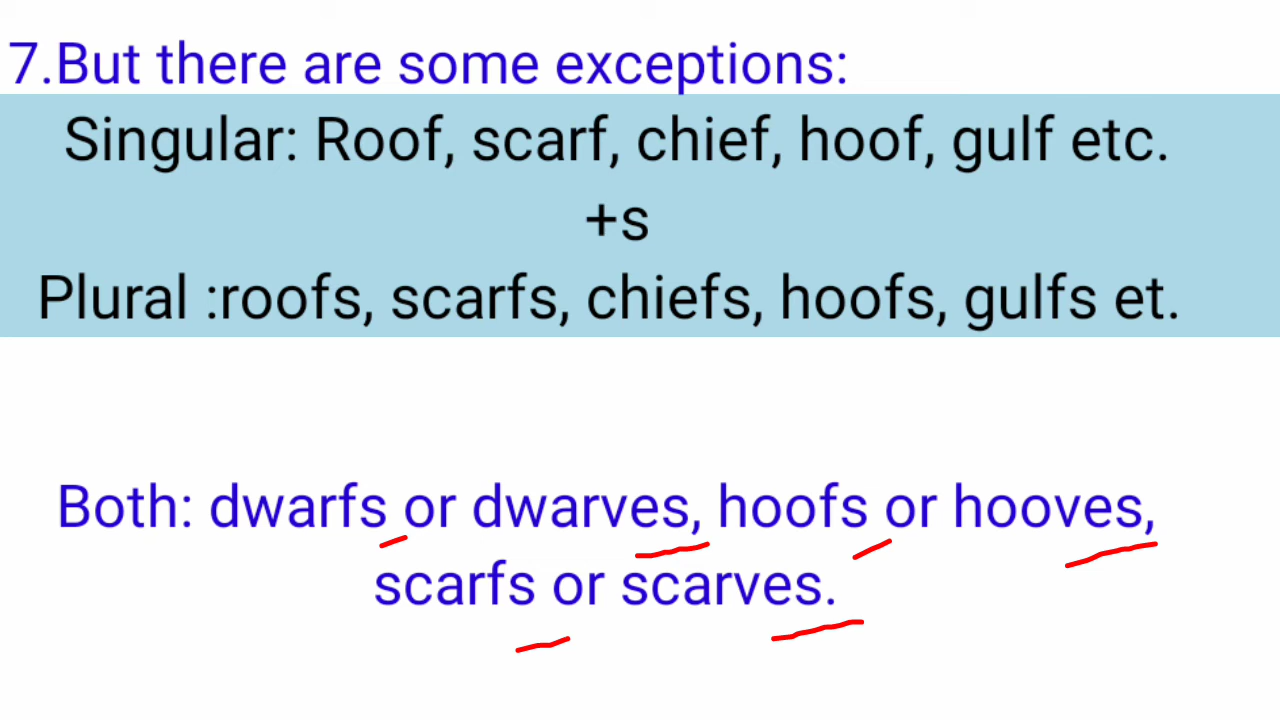 7.But there are some exceptions:
Singular: Roof, scarf, chief, hoof, gulf etc.
+s
Plural :roofs, scarfs, chiefs, hoofs, gulfs et.
Both: dwarfs or dwarves, hoofs or hooves,
scarfs or scarves.